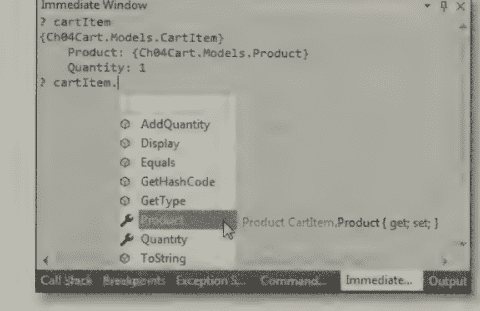 Immediate Window
? cartItem
{Ch04Cart.Models.CartItem}
Product: {Ch04Cart.Models.Product}
Quantity: 1
? cartItem.
AddQuantity
Display
Equals
GetHashCode
GetType
Product Product CartItem.Product { get; set; }
Quantity
ToString
Call Stack Breakpoints Exception S... Command... Immediate... Output